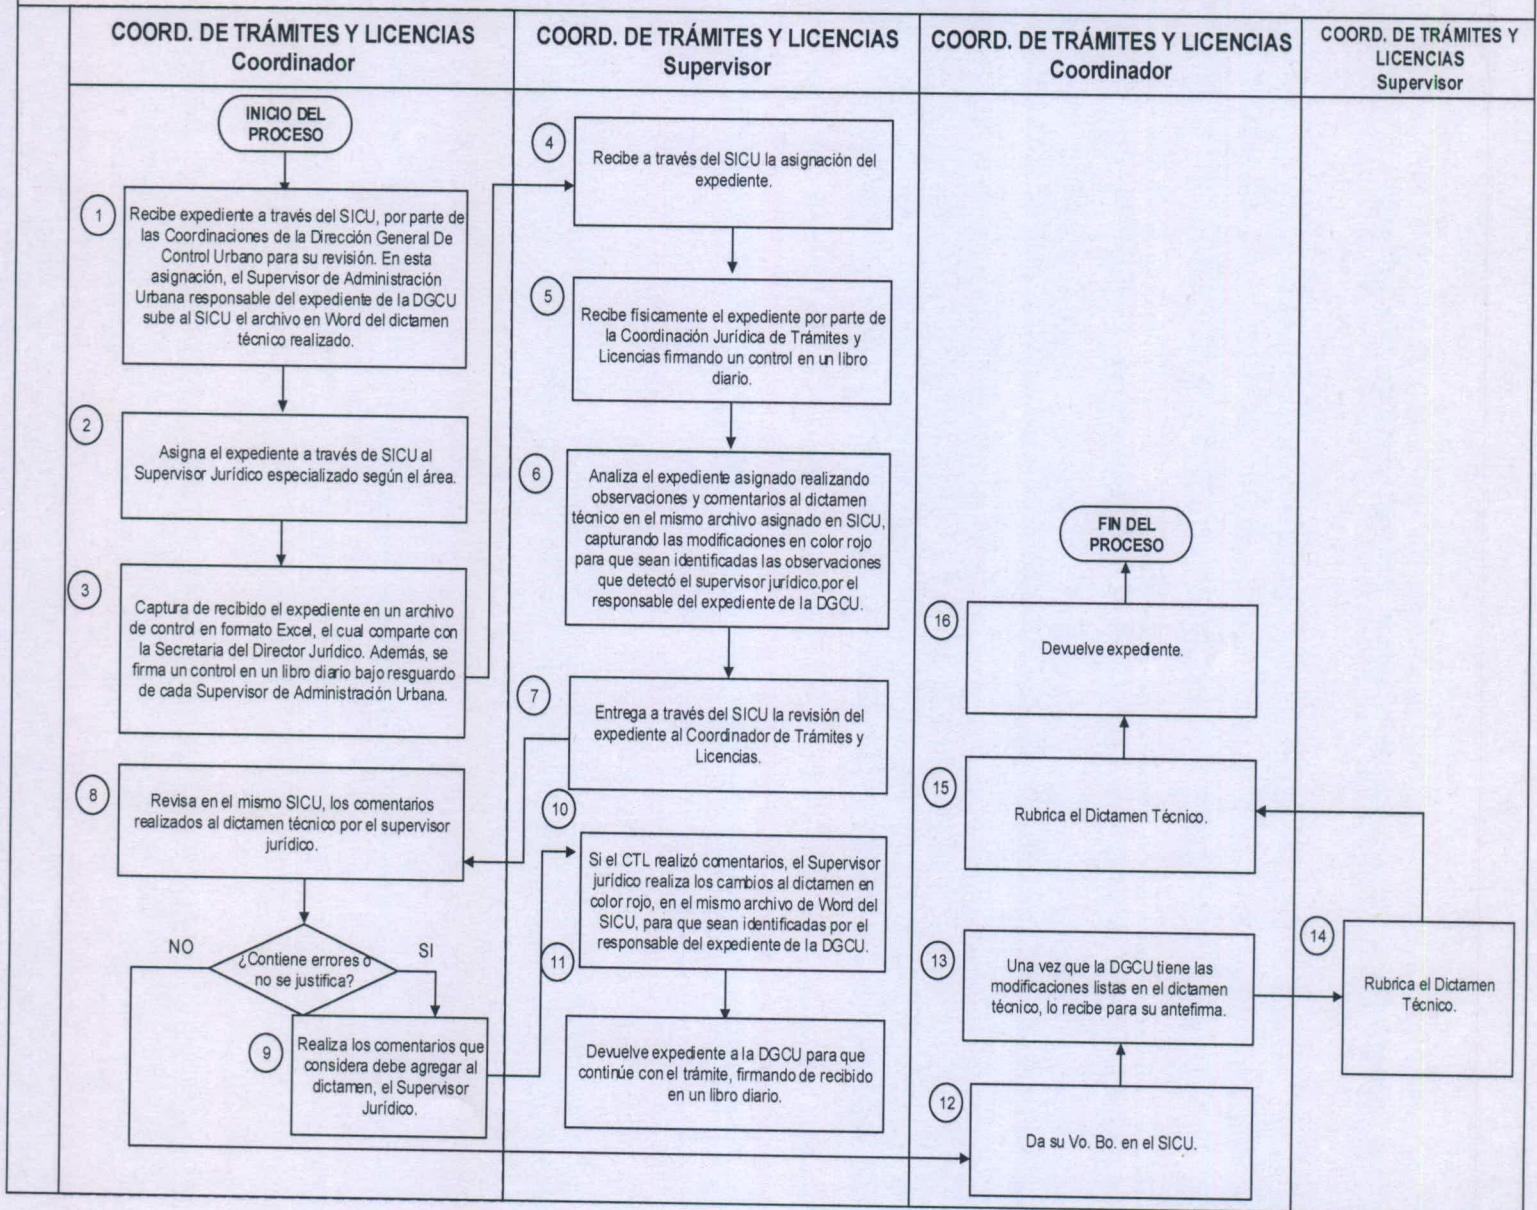 COORD. DE TRÁMITES Y LICENCIAS
Coordinador
COORD. DE TRÁMITES Y LICENCIAS
Supervisor
COORD. DE TRÁMITES Y LICENCIAS
Coordinador
COORD. DE TRÁMITES Y
LICENCIAS
Supervisor
INICIO DEL
PROCESO
1
Recibe expediente a través del SICU, por parte de
las Coordinaciones de la Dirección General De
Control Urbano para su revisión. En esta
asignación, el Supervisor de Administración
Urbana responsable del expediente de la DGCU
sube al SICU el archivo en Word del dictamen
técnico realizado.
2
Asigna el expediente a través de SICU al
Supervisor Jurídico especializado según el área.
3
Captura de recibido el expediente en un archivo
de control en formato Excel, el cual comparte con
la Secretaria del Director Jurídico. Además, se
firma un control en un libro diario bajo resguardo
de cada Supervisor de Administración Urbana.
4
Recibe a través del SICU la asignación del
expediente.
5
Recibe físicamente el expediente por parte de
la Coordinación Jurídica de Trámites y
Licencias firmando un control en un libro
diario.
6
Analiza el expediente asignado realizando
observaciones y comentarios al dictamen
técnico en el mismo archivo asignado en SICU,
capturando las modificaciones en color rojo
para que sean identificadas las observaciones
que detectó el supervisor jurídico.por el
responsable del expediente de la DGCU.
7
Entrega a través del SICU la revisión del
expediente al Coordinador de Trámites y
Licencias.
8
Revisa en el mismo SICU, los comentarios
realizados al dictamen técnico por el supervisor
jurídico.
NO
¿Contiene errores o
no se justifica?
SI
9
Realiza los comentarios que
considera debe agregar al
dictamen, el Supervisor
Jurídico.
10
Si el CTL realizó comentarios, el Supervisor
jurídico realiza los cambios al dictamen en
color rojo, en el mismo archivo de Word del
SICU, para que sean identificadas por el
responsable del expediente de la DGCU.
11
Devuelve expediente a la DGCU para que
continúe con el trámite, firmando de recibido
en un libro diario.
12
Da su Vo. Bo. en el SICU.
13
Una vez que la DGCU tiene las
modificaciones listas en el dictamen
técnico, lo recibe para su antefirma.
14
Rubrica el Dictamen
Técnico.
15
Rubrica el Dictamen Técnico.
16
Devuelve expediente.
FIN DEL
PROCESO